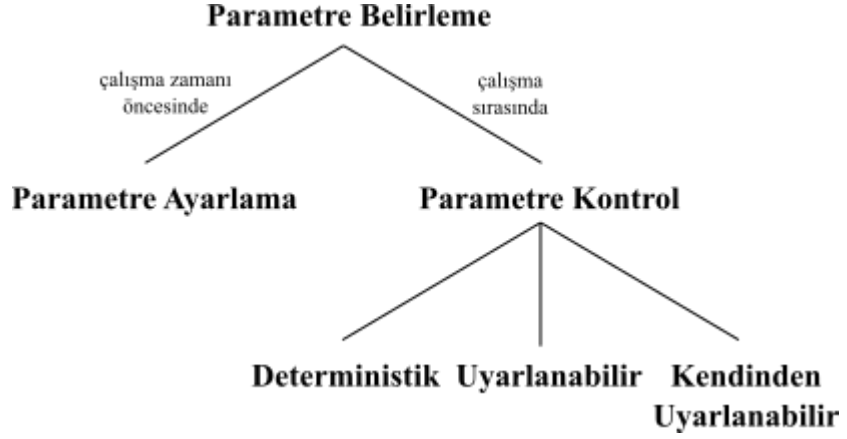 Parametre Belirleme
çalışma zamanı
öncesinde
çalışma
sırasında
Parametre Ayarlama
Parametre Kontrol
Deterministik
Uyarlanabilir
Kendinden
Uyarlanabilir